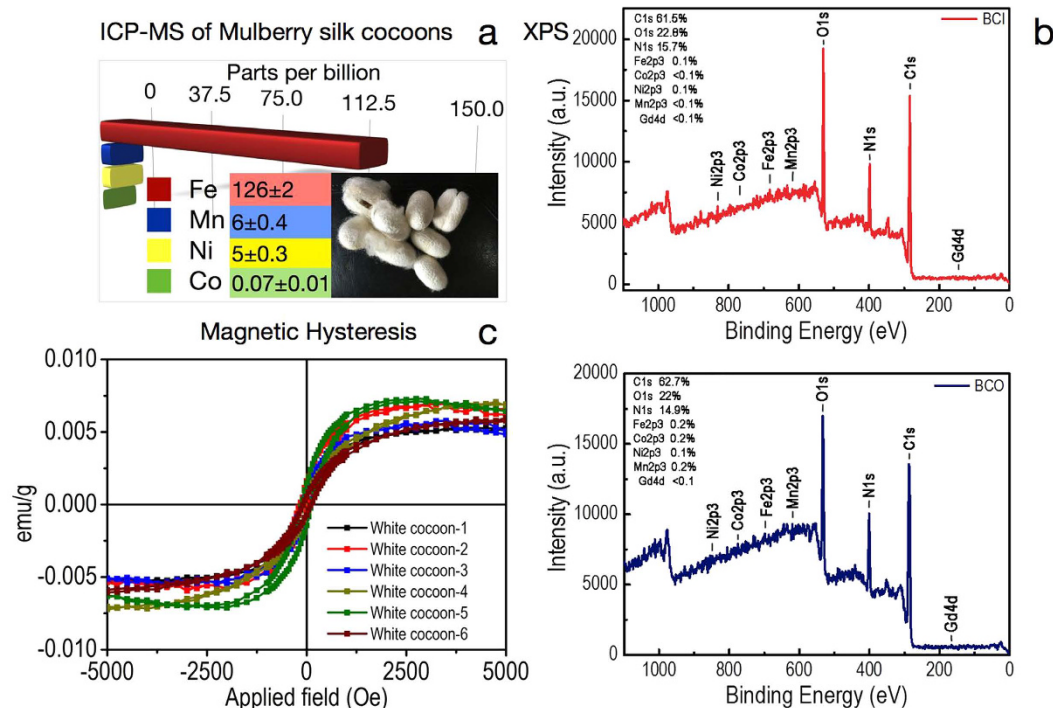 ICP-MS of Mulberry silk cocoons
a
Parts per billion
0 37.5 75.0 112.5 150.0
Fe 126±2
Mn 6±0.4
Ni 5±0.3
Co 0.07±0.01
XPS
b
BCI
C1s 61.5%
O1s 22.8%
N1s 15.7%
Fe2p3 0.1%
Co2p3 <0.1%
Ni2p3 0.1%
Mn2p3 <0.1%
Gd4d <0.1%
Ni2p3
Co2p3
Fe2p3
Mn2p3
O1s
N1s
C1s
Gd4d
Intensity (a.u.)
20000
15000
10000
5000
0
1000 800 600 400 200 0
Binding Energy (eV)
BCO
C1s 62.7%
O1s 22%
N1s 14.9%
Fe2p3 0.2%
Co2p3 0.2%
Ni2p3 0.1%
Mn2p3 0.2%
Gd4d <0.1
Ni2p3
Co2p3
Fe2p3
Mn2p3
O1s
N1s
C1s
Gd4d
Intensity (a.u.)
20000
15000
10000
5000
0
1000 800 600 400 200 0
Binding Energy (eV)
Magnetic Hysteresis
c
emu/g
0.010
0.005
0.000
-0.005
-0.010
White cocoon-1
White cocoon-2
White cocoon-3
White cocoon-4
White cocoon-5
White cocoon-6
-5000 -2500 0 2500 5000
Applied field (Oe)